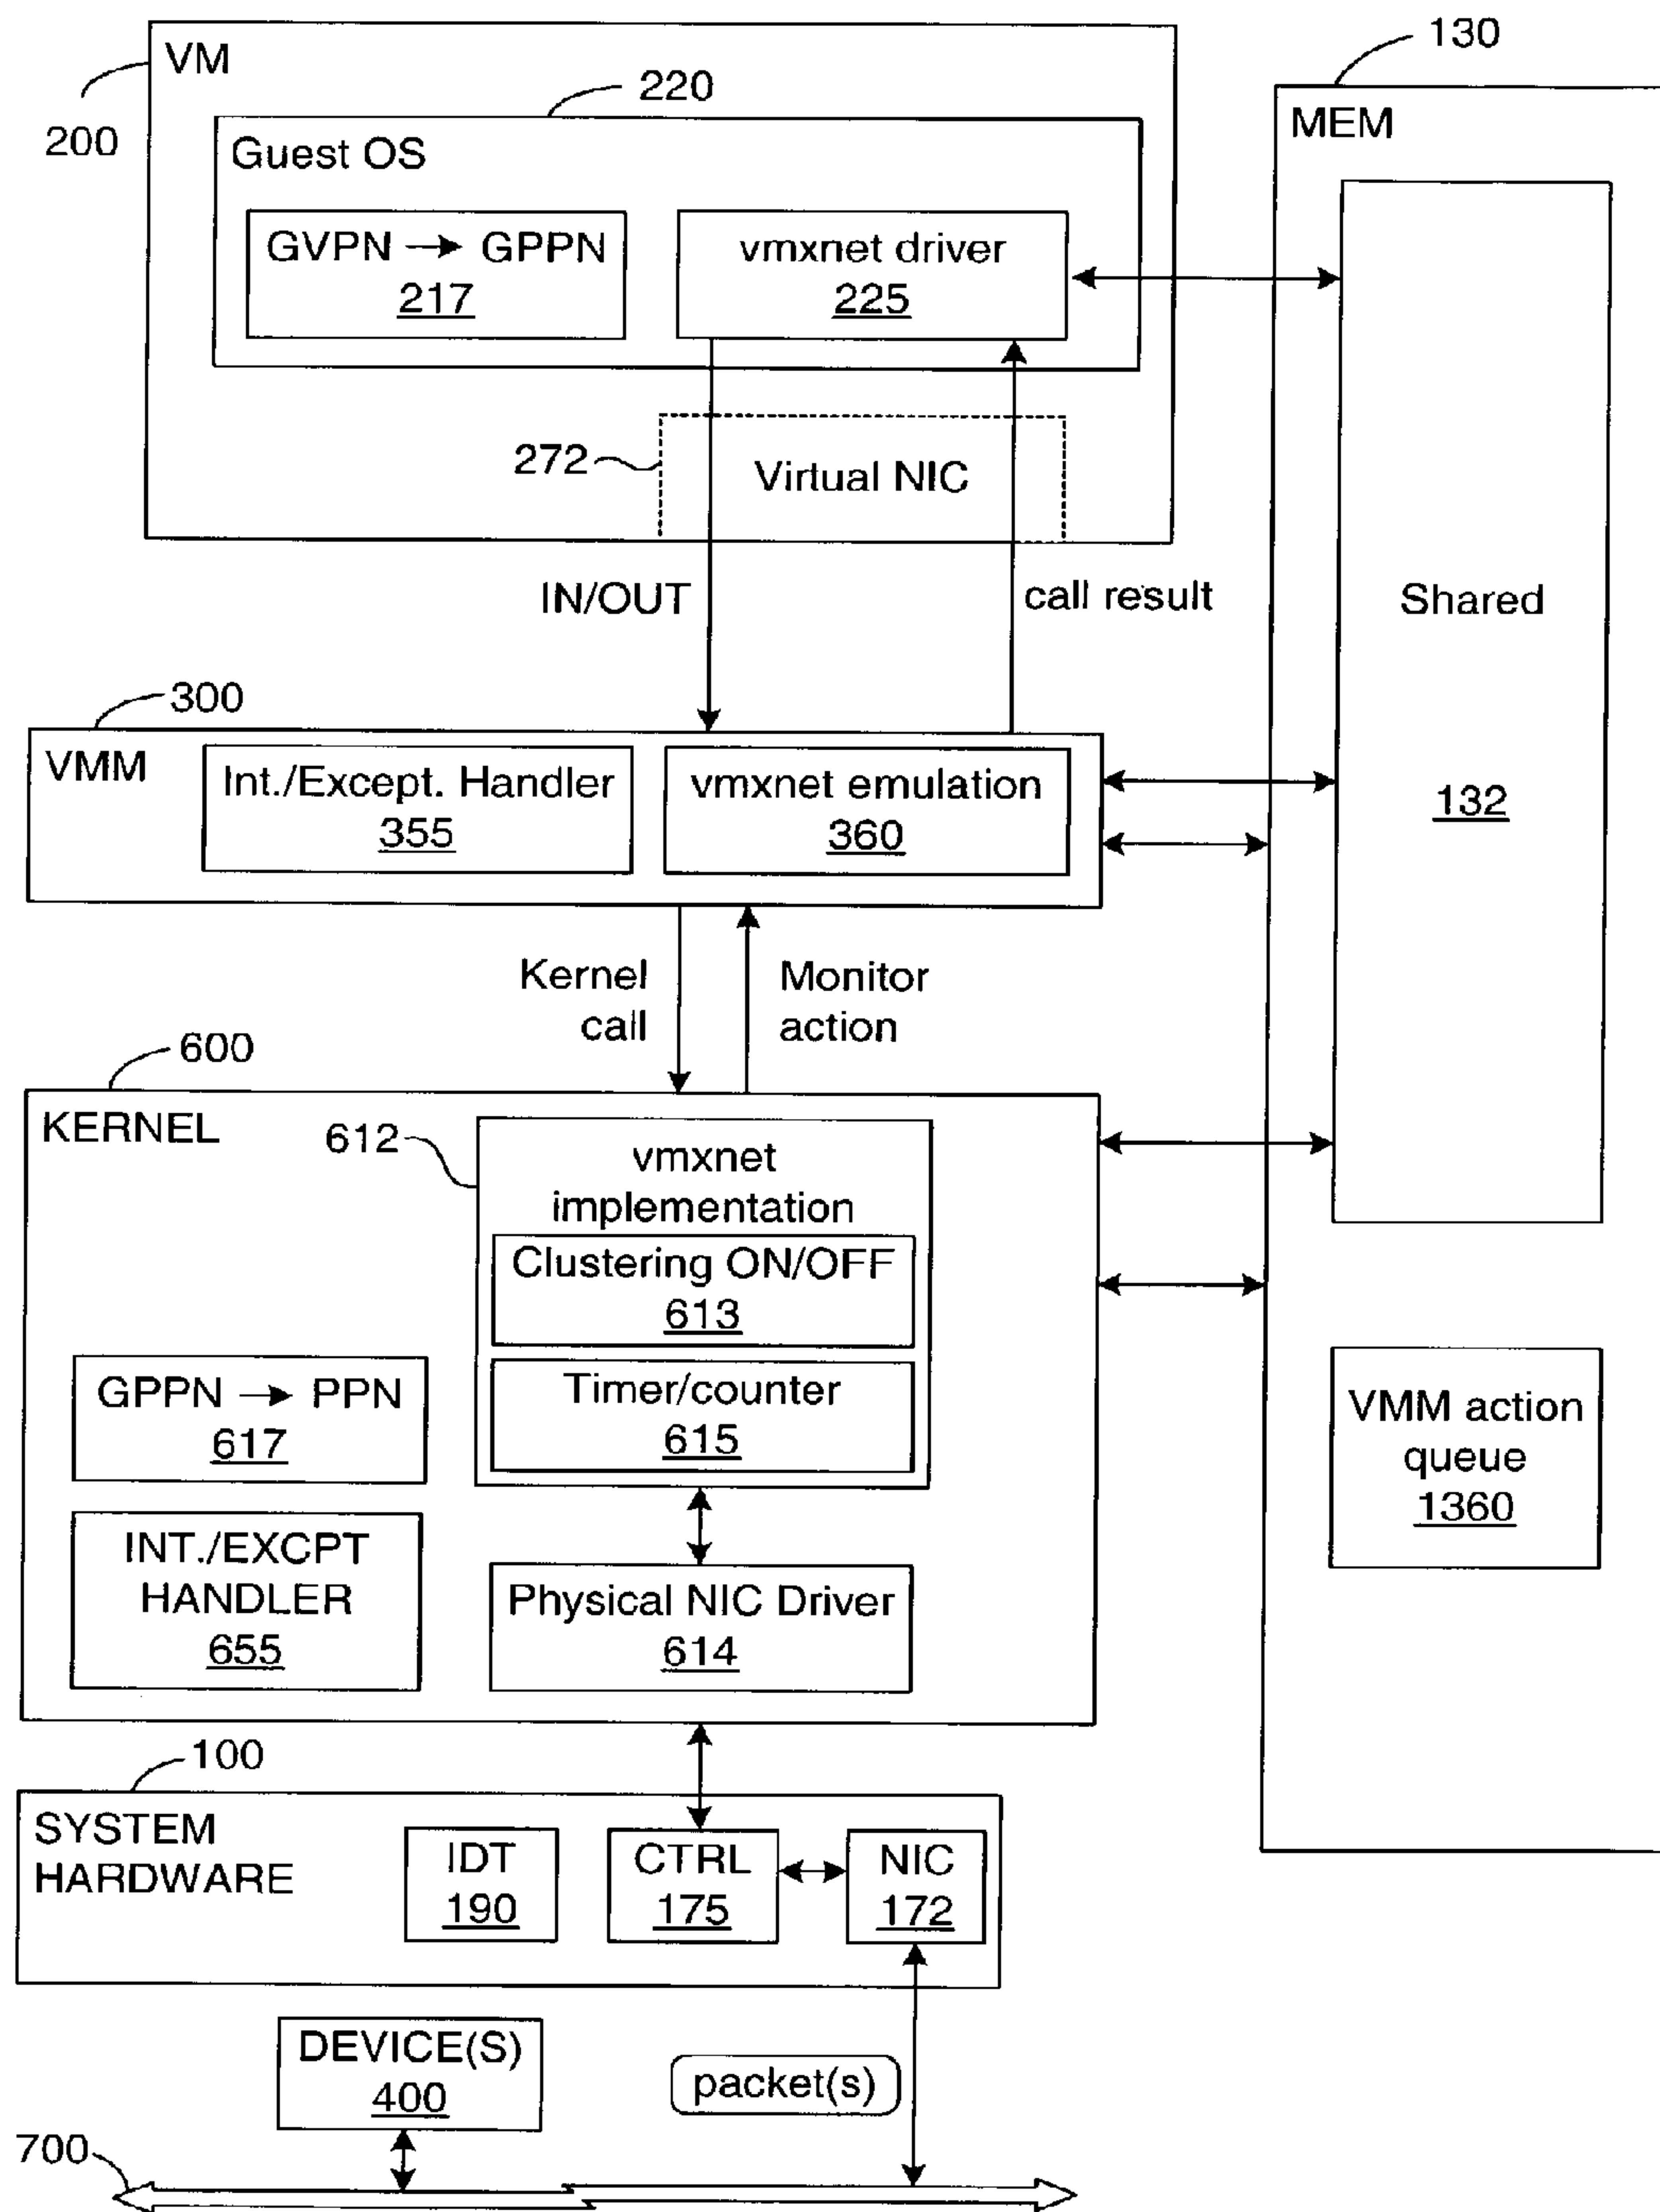 130
VM
220
MEM
200
Guest OS
GVPN → GPPN
217
vmxnet driver
225
272
Virtual NIC
IN/OUT
call result
Shared
132
300
VMM
Int./Except. Handler
355
vmxnet emulation
360
Kernel
call
Monitor
action
600
KERNEL
612
vmxnet
implementation
Clustering ON/OFF
613
Timer/counter
615
GPPN → PPN
617
VMM action
queue
1360
INT./EXCPT
HANDLER
655
Physical NIC Driver
614
100
SYSTEM
HARDWARE
IDT
190
CTRL
175
NIC
172
DEVICE(S)
400
packet(s)
700